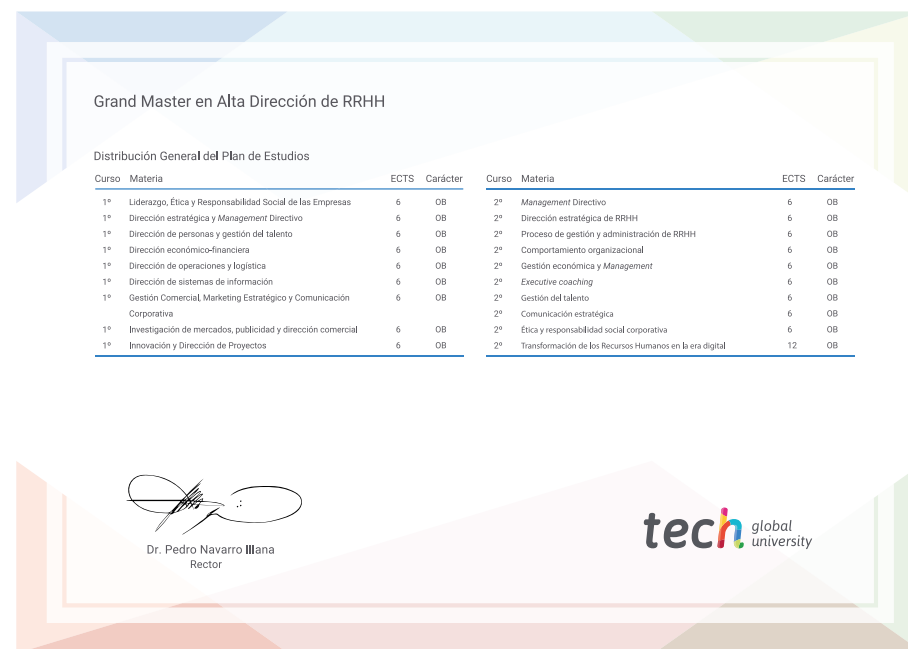 Grand Master en Alta Dirección de RRHH
Distribución General del Plan de Estudios
Curso Materia ECTS Carácter
1º Liderazgo, Ética y Responsabilidad Social de las Empresas 6 OB
1º Dirección estratégica y Management Directivo 6 OB
1º Dirección de personas y gestión del talento 6 OB
1º Dirección económico-financiera 6 OB
1º Dirección de operaciones y logística 6 OB
1º Dirección de sistemas de información 6 OB
1º Gestión Comercial, Marketing Estratégico y Comunicación 6 OB
Corporativa
1º Investigación de mercados, publicidad y dirección comercial 6 OB
1º Innovación y Dirección de Proyectos 6 OB
Curso Materia ECTS Carácter
2º Management Directivo 6 OB
2º Dirección estratégica de RRHH 6 OB
2º Proceso de gestión y administración de RRHH 6 OB
2º Comportamiento organizacional 6 OB
2º Gestión económica y Management 6 OB
2º Executive coaching 6 OB
2º Gestión del talento 6 OB
2º Comunicación estratégica 6 OB
2º Ética y responsabilidad social corporativa 6 OB
2º Transformación de los Recursos Humanos en la era digital 12 OB
Dr. Pedro Navarro Illana
Rector
tech global
university